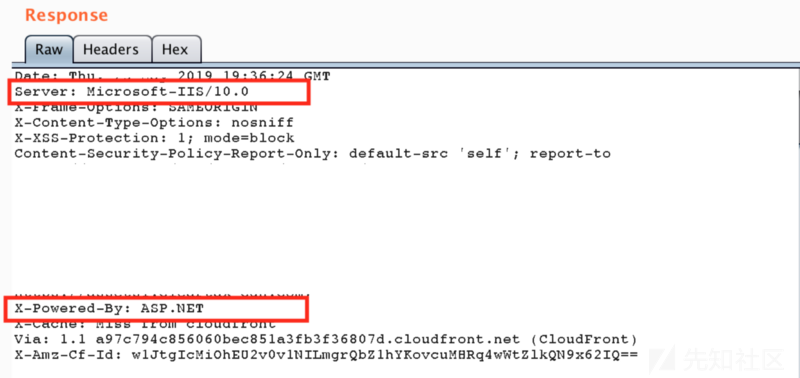 Response
Raw Headers Hex
Date: Thu, 2019 19:36:24 GMT
Server: Microsoft-IIS/10.0
X-Frame-Options: SAMEORIGIN
X-Content-Type-Options: nosniff
X-XSS-Protection: 1; mode=block
Content-Security-Policy-Report-Only: default-src 'self'; report-to
X-Powered-By: ASP.NET
X-Cache: Miss from cloudfront
Via: 1.1 a97c794c856060bec851a3fb3f36807d.cloudfront.net (CloudFront)
X-Amz-Cf-Id: w1JtgIcMiOhEU2v0v1NILmgrQbZ1hYKovcuMHRq4wWtZlkQN9x62IQ==
先知社区